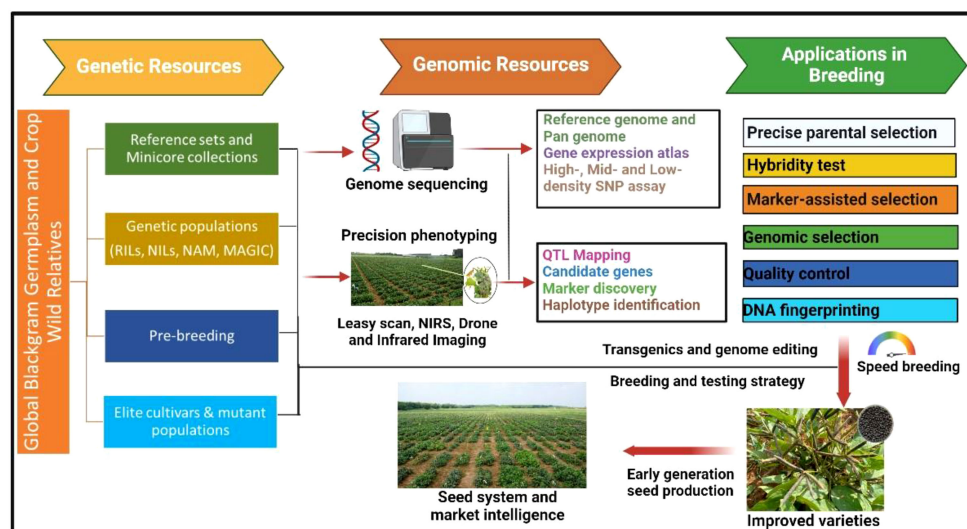 Genetic Resources
Genomic Resources
Applications in
Breeding
Global Blackgram Germplasm and Crop
Wild Relatives
Reference sets and
Minicore collections
Genetic populations
(RILs, NILs, NAM, MAGIC)
Pre-breeding
Elite cultivars & mutant
populations
Genome sequencing
Precision phenotyping
Leasy scan, NIRS, Drone
and Infrared Imaging
Reference genome and
Pan genome
Gene expression atlas
High-, Mid- and Low-
density SNP assay
QTL Mapping
Candidate genes
Marker discovery
Haplotype identification
Precise parental selection
Hybridity test
Marker-assisted selection
Genomic selection
Quality control
DNA fingerprinting
Transgenics and genome editing
Breeding and testing strategy
Speed breeding
Improved varieties
Early generation
seed production
Seed system and
market intelligence